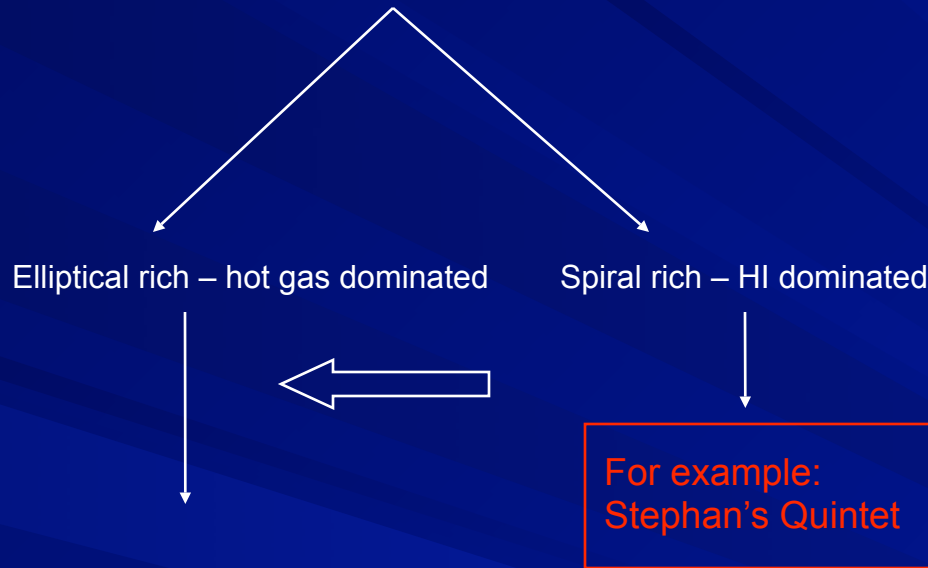 Elliptical rich – hot gas dominated
Spiral rich – HI dominated
For example:
Stephan's Quintet